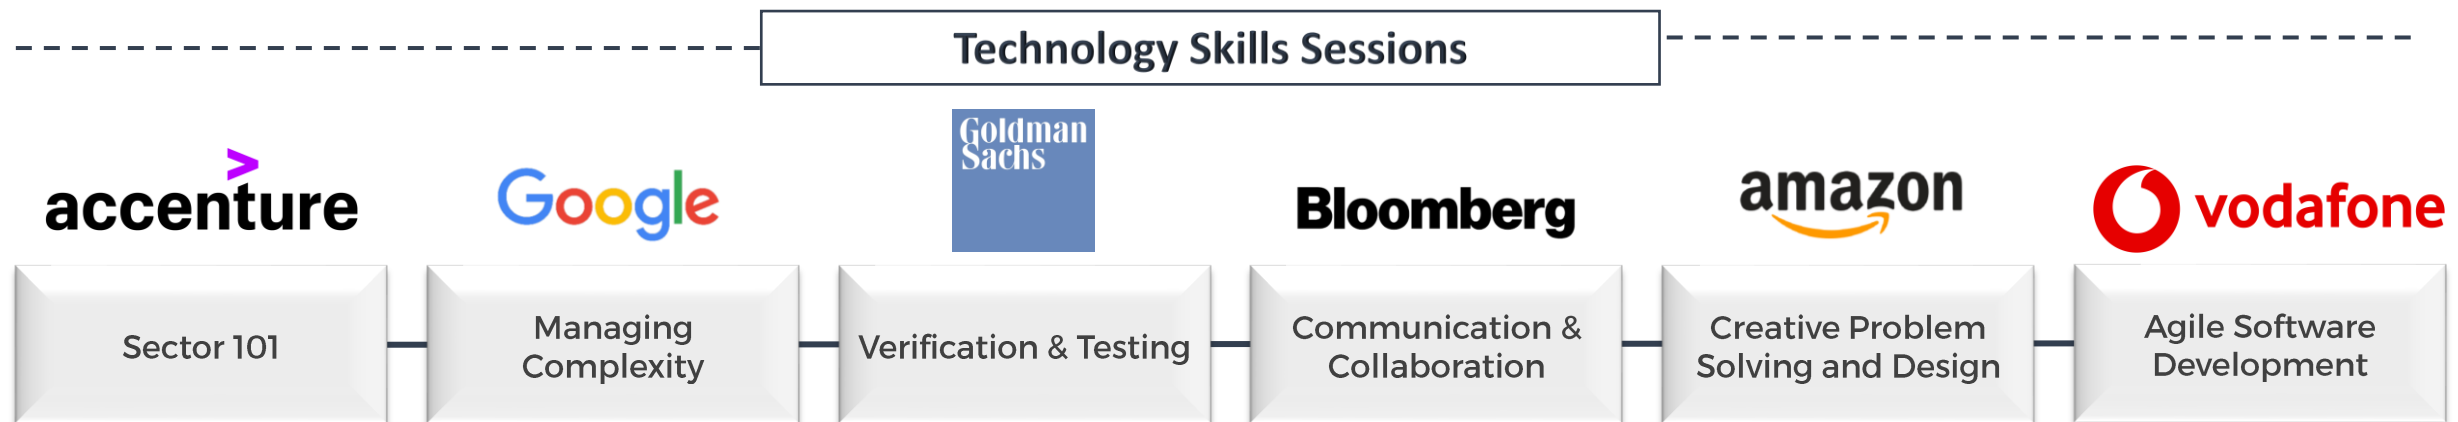 Technology Skills Sessions
accenture
Google
Goldman
Sachs
Bloomberg
amazon
vodafone
Sector 101
Managing
Complexity
Verification & Testing
Communication &
Collaboration
Creative Problem
Solving and Design
Agile Software
Development